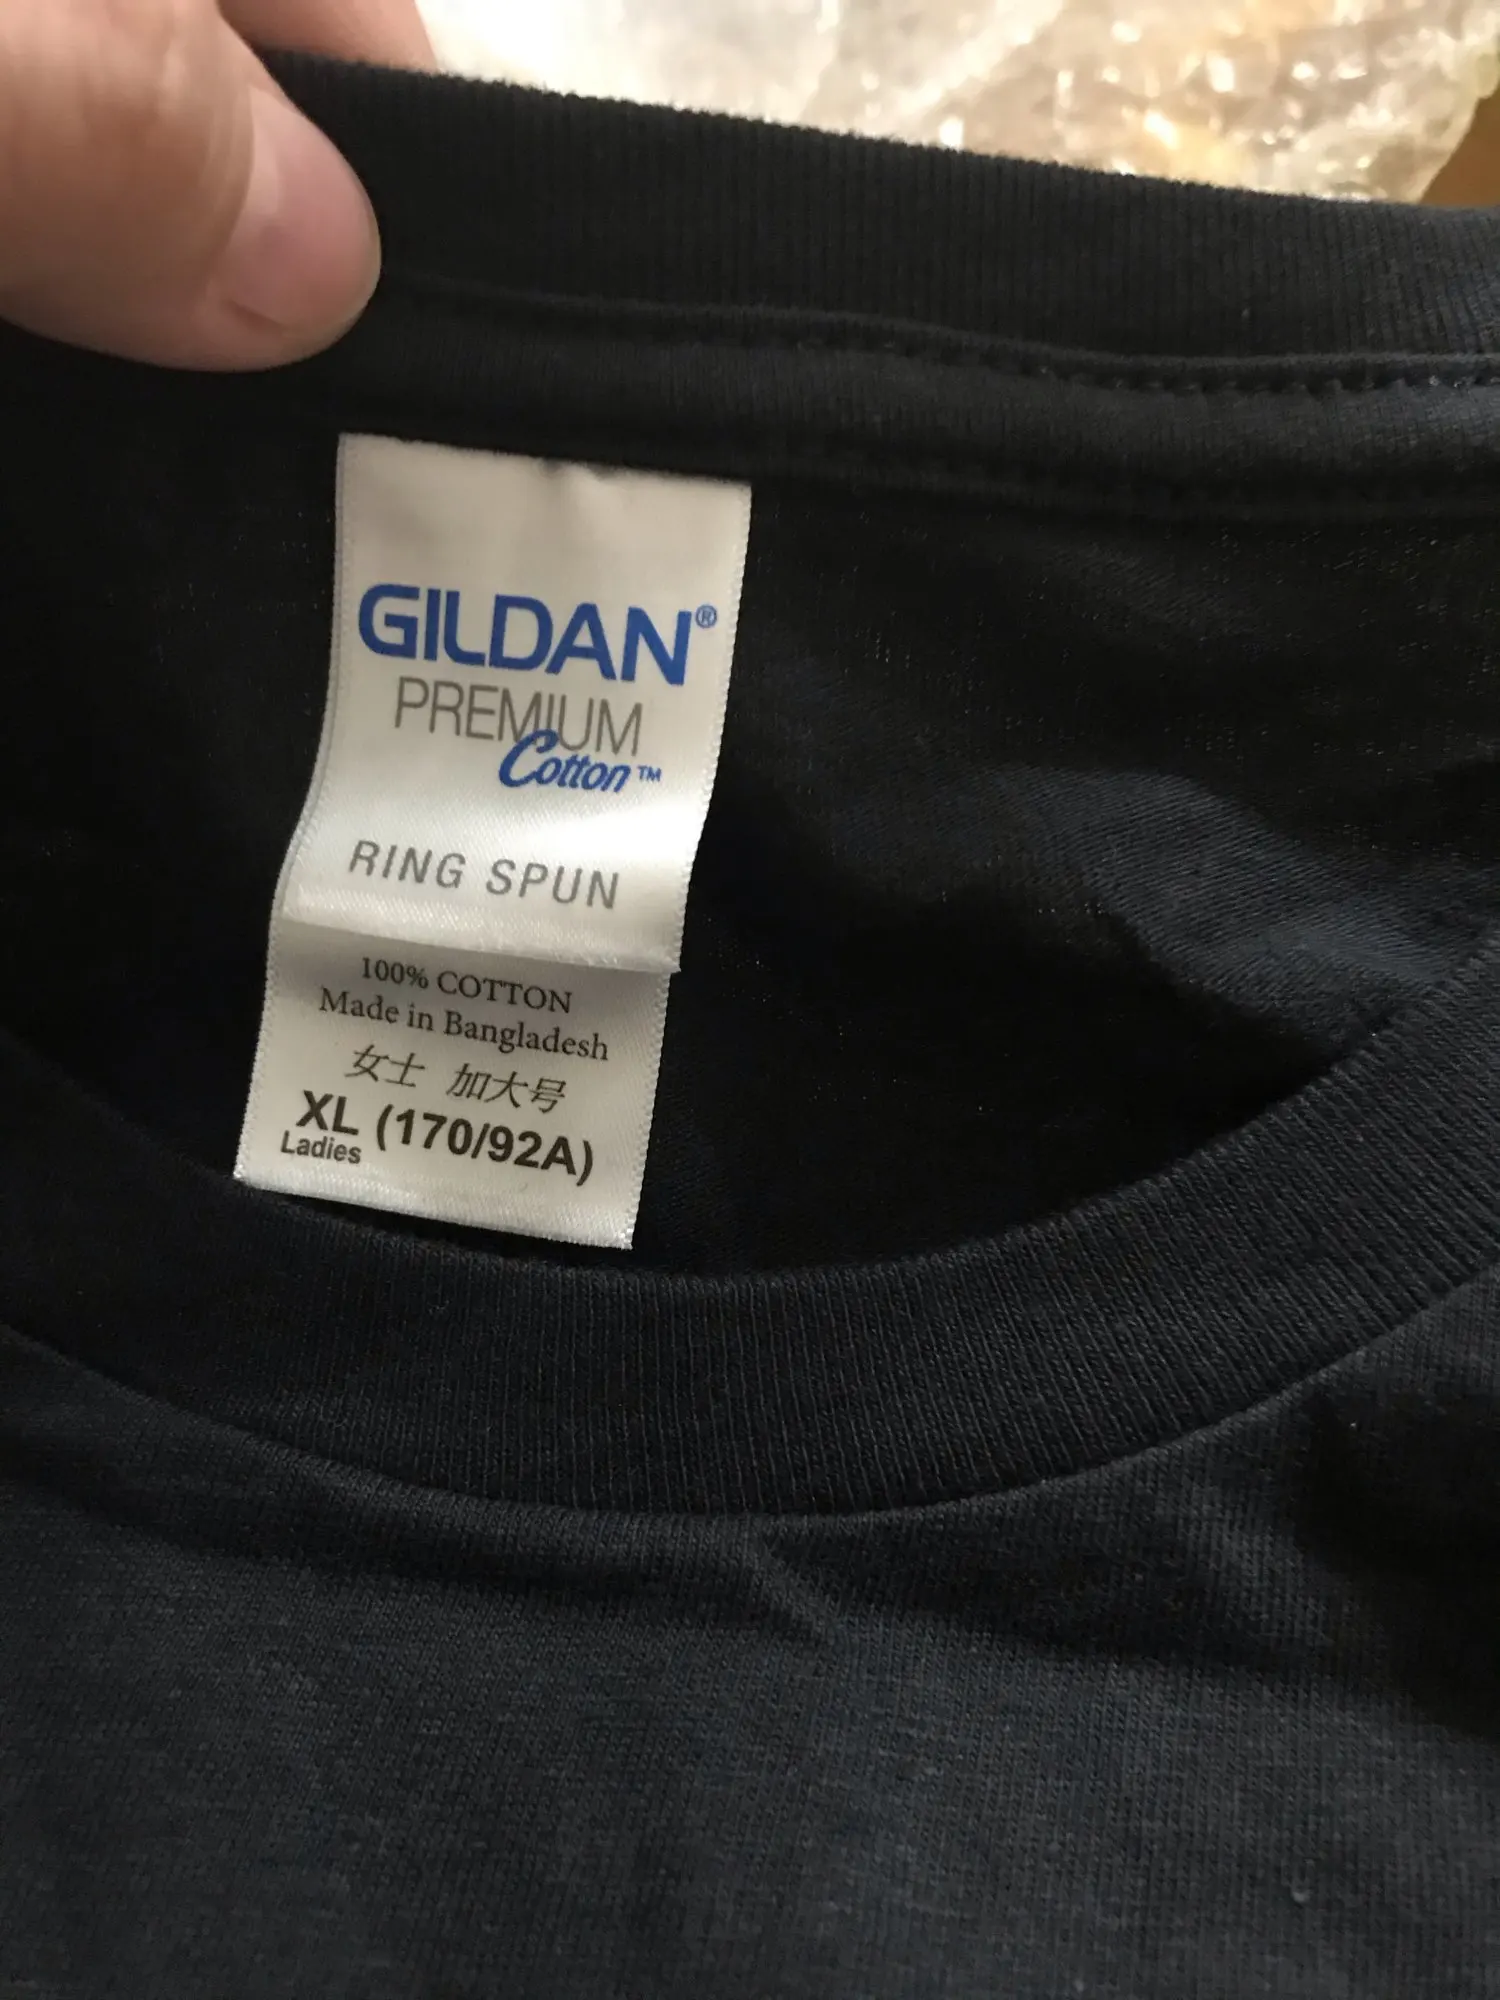 GILDAN®
PREMIUM
Cotton™
RING SPUN
100% COTTON
Made in Bangladesh
女士 加大号
XL (170/92A)
Ladies